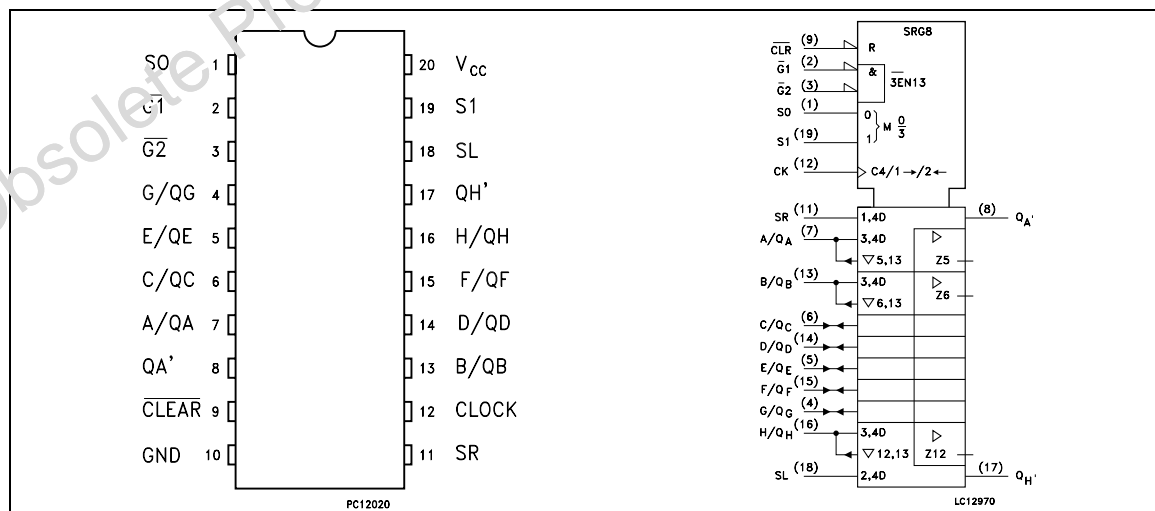 Obsolete Pr
S0 1 20 VCC
G1 2 19 S1
G2 3 18 SL
G/QG 4 17 QH'
E/QE 5 16 H/QH
C/QC 6 15 F/QF
A/QA 7 14 D/QD
QA' 8 13 B/QB
CLEAR 9 12 CLOCK
GND 10 11 SR
PC12020
SRG8
CLR (9) R
G1 (2) &
3EN13
G2 (3)
S0 (1) 0
M 0/3
S1 (19) 1
CK (12) C4/1 →/2 ←
SR (11) 1,4D (8) QA'
A/QA (7) 3,4D
5,13 Z5
B/QB (13) 3,4D
6,13 Z6
C/QC (6)
D/QD (14)
E/QE (5)
F/QF (15)
G/QG (4)
H/QH (16) 3,4D
12,13 Z12
SL (18) 2,4D (17) QH'
LC12970